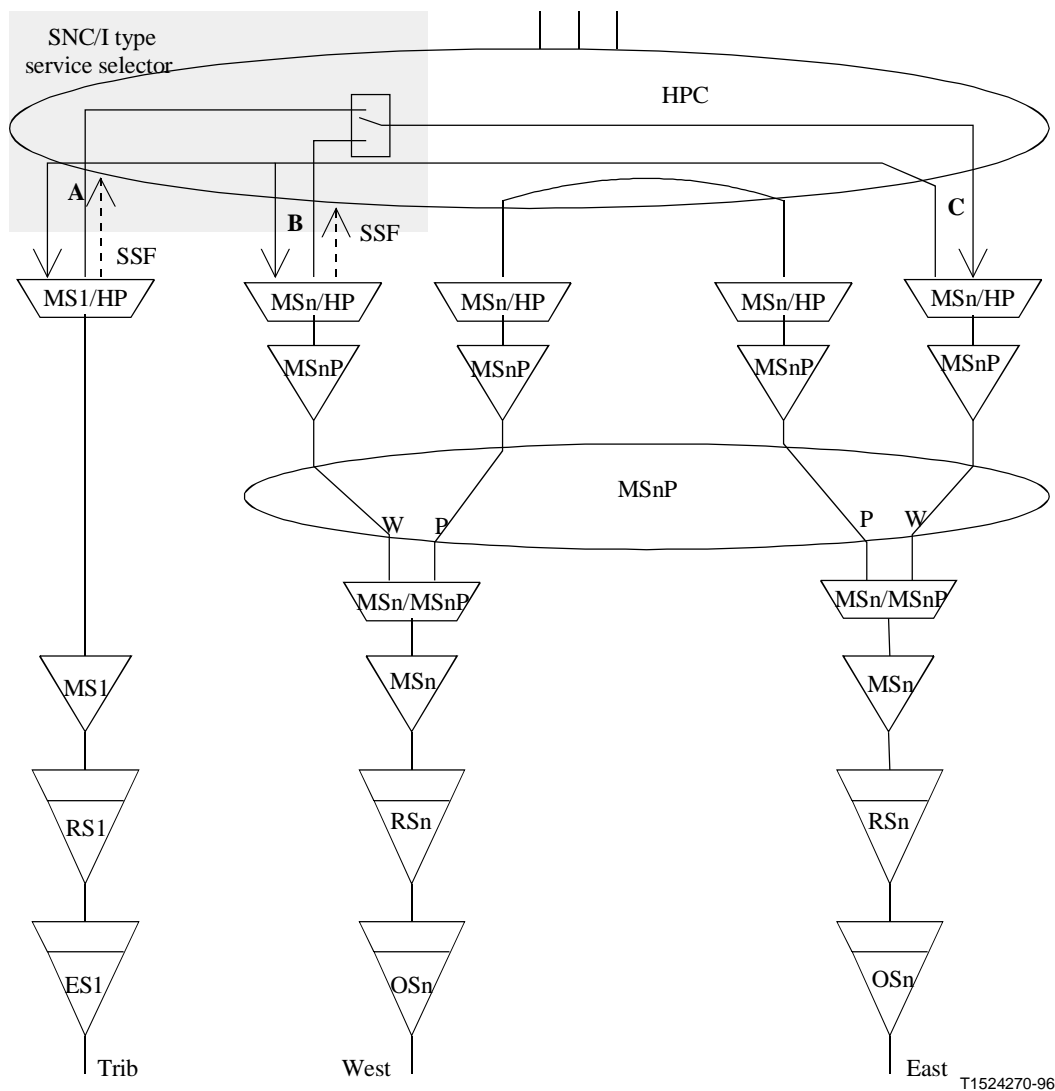 SNC/I type
service selector
HPC
A
B
C
SSF
SSF
MS1/HP
MSn/HP
MSn/HP
MSn/HP
MSn/HP
MSnP
MSnP
MSnP
MSnP
MSnP
W
P
P
W
MSn/MSnP
MSn/MSnP
MS1
MSn
MSn
RS1
RSn
RSn
ES1
OSn
OSn
Trib
West
East
T1524270-96